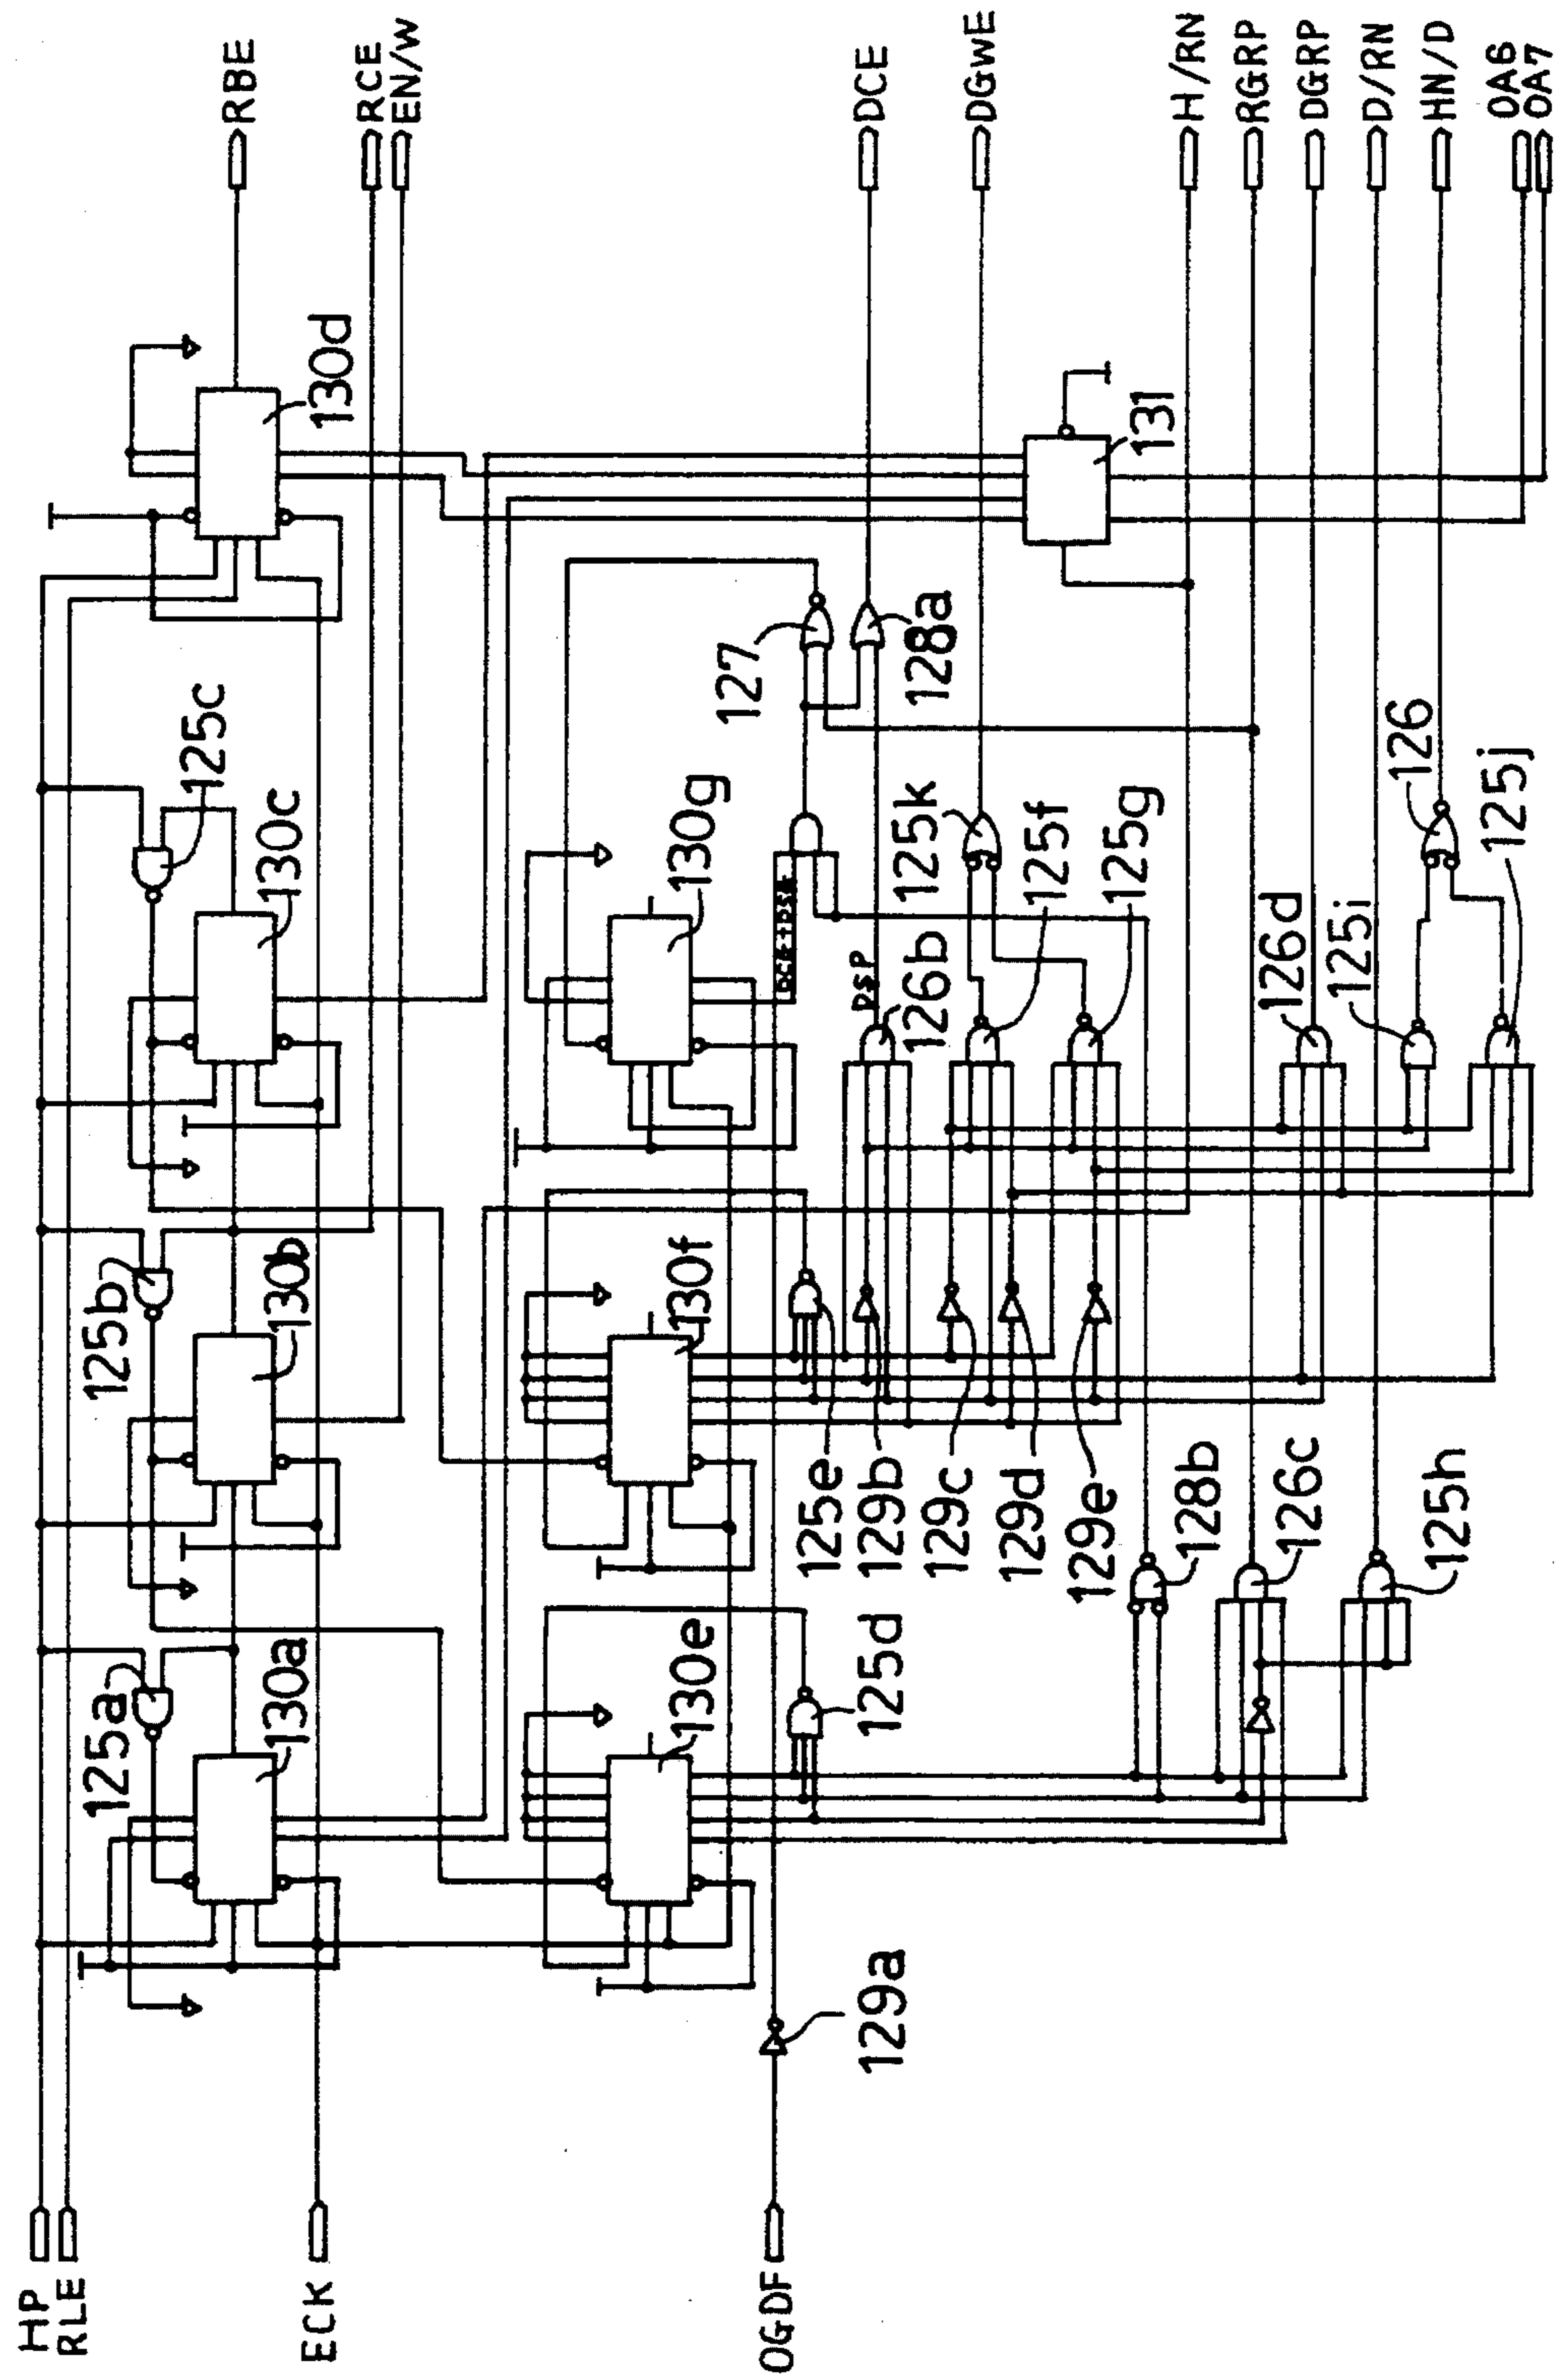 HP
RLE
ECK
OGDF
125a
125b
125c
130a
130b
130c
130d
RBE
RCE
EN/W
130e
130f
130g
127
DCE
128a
DSP
126b
129a
125d
125e
129b
129c
129d
129e
125k
125f
125g
DGWE
131
H/RN
128b
126c
125h
126d
125i
126
125j
RGRP
DGRP
D/RN
HN/D
OA6
OA7